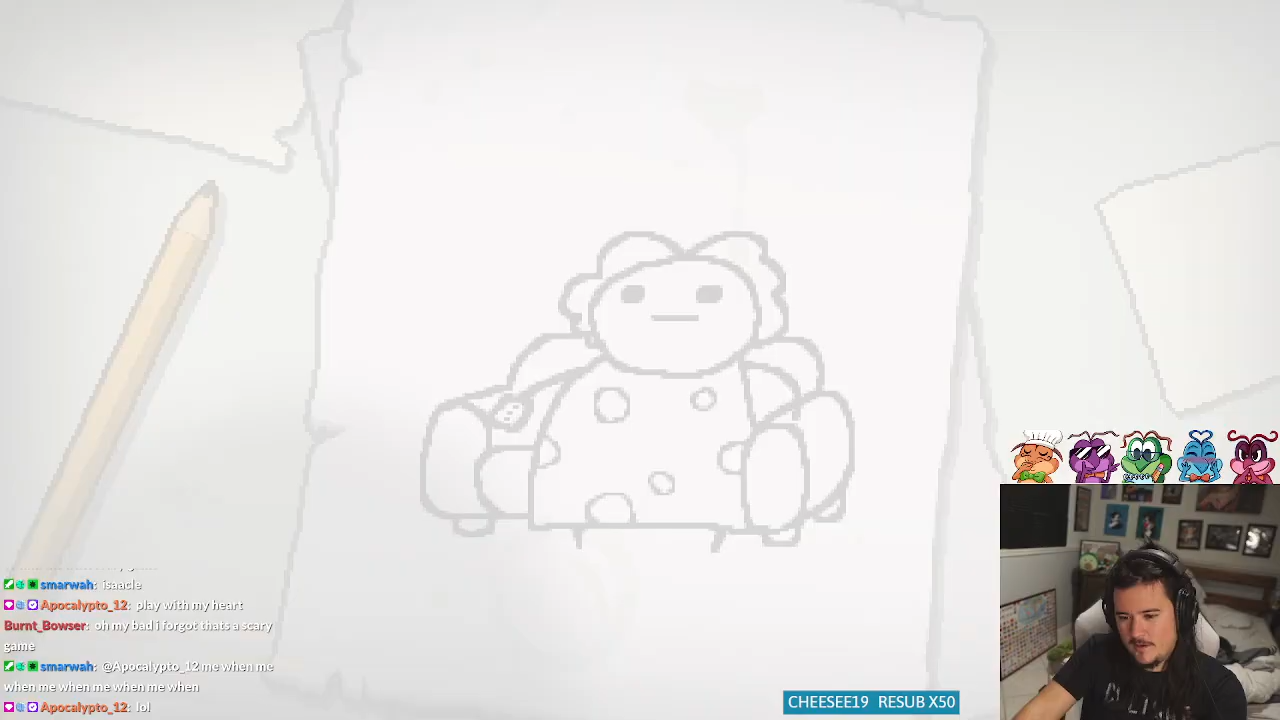 smarwah: isaacle
Apocalypto_12: play with my heart
Burnt_Bowser: oh my bad i forgot thats a scary
game
smarwah: @Apocalypto_12 me when me
when me when me when me when
Apocalypto_12: lol
CHEESEE19 RESUB X50